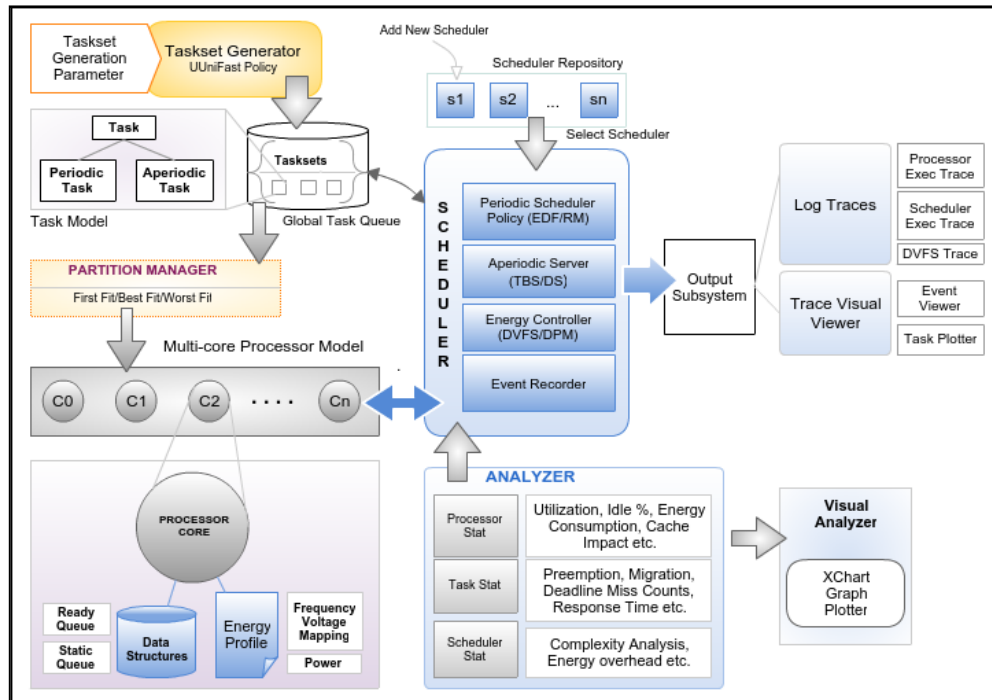 Taskset
Generation
Parameter
Taskset Generator
UUniFast Policy
Add New Scheduler
Scheduler Repository
s1
s2
...
sn
Select Scheduler
Task
Periodic
Task
Aperiodic
Task
Task Model
Tasksets
Global Task Queue
PARTITION MANAGER
First Fit/Best Fit/Worst Fit
Multi-core Processor Model
C0
C1
C2
. . . .
Cn
SCHEDULER
Periodic Scheduler
Policy (EDF/RM)
Aperiodic Server
(TBS/DS)
Energy Controller
(DVFS/DPM)
Event Recorder
Output
Subsystem
Log Traces
Processor
Exec Trace
Scheduler
Exec Trace
DVFS Trace
Trace Visual
Viewer
Event
Viewer
Task Plotter
PROCESSOR
CORE
Ready
Queue
Static
Queue
Data
Structures
Energy
Profile
Frequency
Voltage
Mapping
Power
ANALYZER
Processor
Stat
Utilization, Idle %, Energy
Consumption, Cache
Impact etc.
Task Stat
Preemption, Migration,
Deadline Miss Counts,
Response Time etc.
Scheduler
Stat
Complexity Analysis,
Energy overhead etc.
Visual
Analyzer
XChart
Graph
Plotter